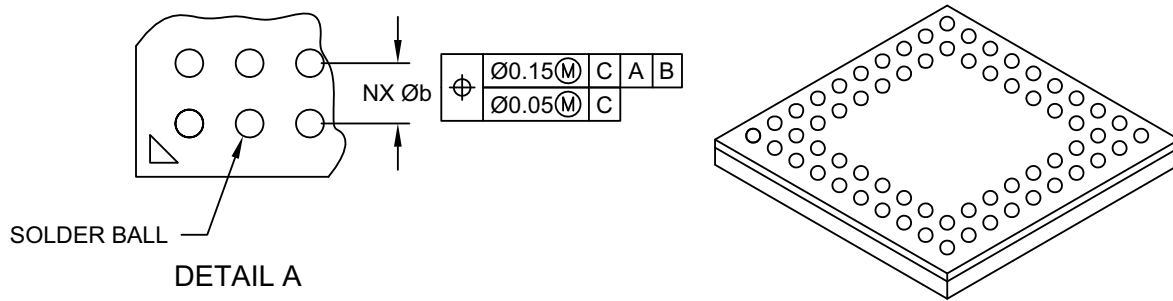 NX Øb
Ø0.15Ⓜ C A B
Ø0.05Ⓜ C
SOLDER BALL
DETAIL A